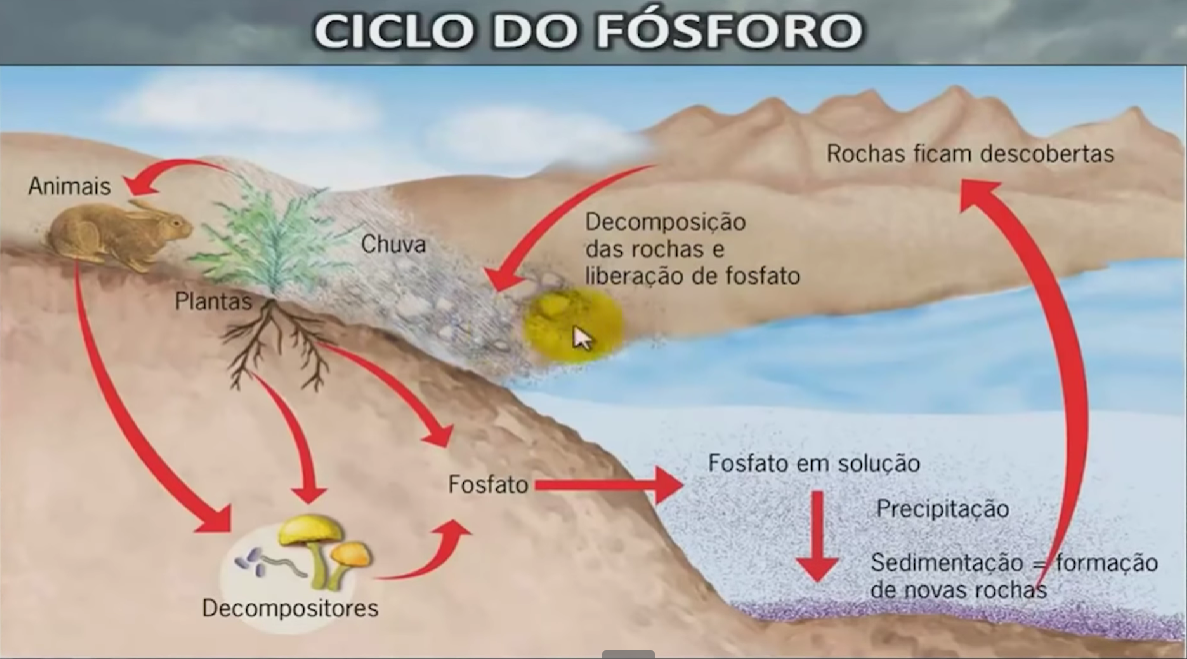 CICLO DO FÓSFORO
Rochas ficam descobertas
Animais
Decomposição
das rochas e
liberação de fosfato
Chuva
Plantas
Fosfato em solução
Fosfato
Precipitação
Sedimentação = formação
de novas rochas
Decompositores